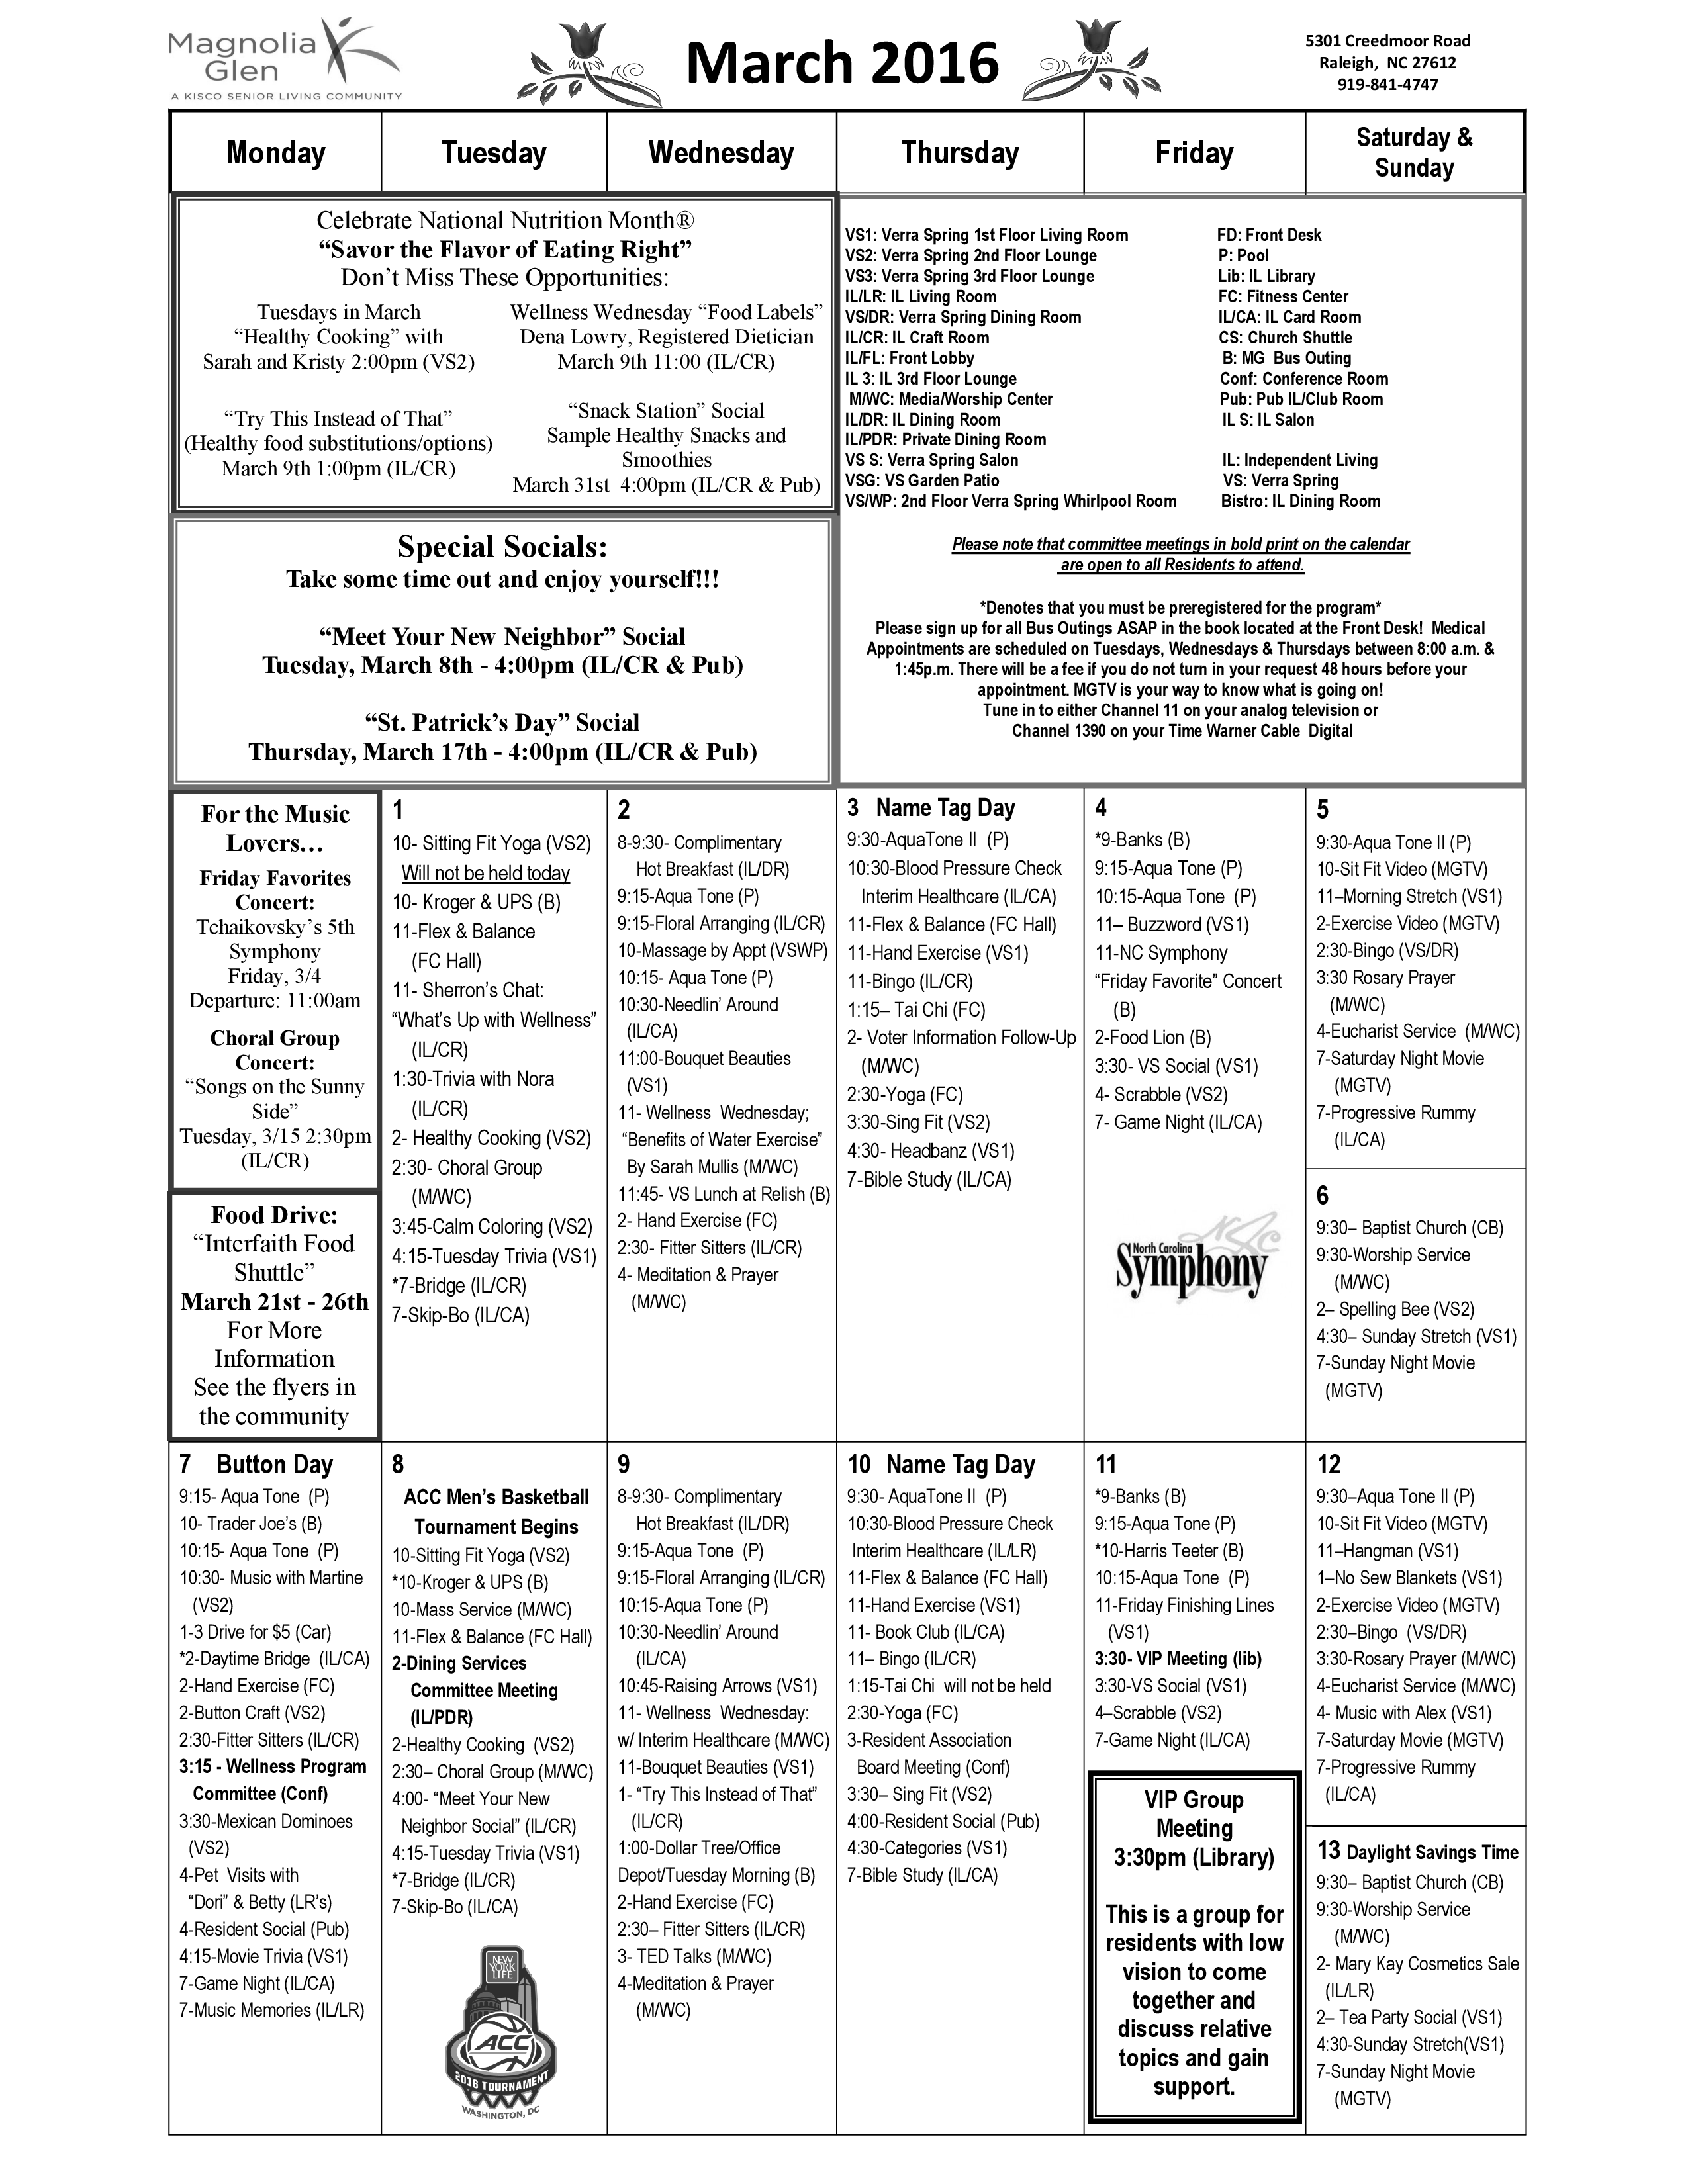 Magnolia
Glen
A KISCO SENIOR LIVING COMMUNITY
March 2016
5301 Creedmoor Road
Raleigh, NC 27612
919-841-4747
Monday
Tuesday
Wednesday
Thursday
Friday
Saturday &
Sunday
Celebrate National Nutrition Month®
“Savor the Flavor of Eating Right”
Don’t Miss These Opportunities:
Tuesdays in March
“Healthy Cooking” with
Sarah and Kristy 2:00pm (VS2)
Wellness Wednesday “Food Labels”
Dena Lowry, Registered Dietician
March 9th 11:00 (IL/CR)
“Try This Instead of That”
(Healthy food substitutions/options)
March 9th 1:00pm (IL/CR)
“Snack Station” Social
Sample Healthy Snacks and
Smoothies
March 31st 4:00pm (IL/CR & Pub)
Special Socials:
Take some time out and enjoy yourself!!!
“Meet Your New Neighbor” Social
Tuesday, March 8th - 4:00pm (IL/CR & Pub)
“St. Patrick’s Day” Social
Thursday, March 17th - 4:00pm (IL/CR & Pub)
VS1: Verra Spring 1st Floor Living Room
VS2: Verra Spring 2nd Floor Lounge
VS3: Verra Spring 3rd Floor Lounge
IL/LR: IL Living Room
VS/DR: Verra Spring Dining Room
IL/CR: IL Craft Room
IL/FL: Front Lobby
IL 3: IL 3rd Floor Lounge
M/WC: Media/Worship Center
IL/DR: IL Dining Room
IL/PDR: Private Dining Room
VS S: Verra Spring Salon
VSG: VS Garden Patio
VS/WP: 2nd Floor Verra Spring Whirlpool Room
FD: Front Desk
P: Pool
Lib: IL Library
FC: Fitness Center
IL/CA: IL Card Room
CS: Church Shuttle
B: MG Bus Outing
Conf: Conference Room
Pub: Pub IL/Club Room
IL S: IL Salon
IL: Independent Living
VS: Verra Spring
Bistro: IL Dining Room
Please note that committee meetings in bold print on the calendar
are open to all Residents to attend.
*Denotes that you must be preregistered for the program*
Please sign up for all Bus Outings ASAP in the book located at the Front Desk! Medical
Appointments are scheduled on Tuesdays, Wednesdays & Thursdays between 8:00 a.m. &
1:45p.m. There will be a fee if you do not turn in your request 48 hours before your
appointment. MGTV is your way to know what is going on!
Tune in to either Channel 11 on your analog television or
Channel 1390 on your Time Warner Cable Digital
For the Music
Lovers…
Friday Favorites
Concert:
Tchaikovsky’s 5th
Symphony
Friday, 3/4
Departure: 11:00am
Choral Group
Concert:
“Songs on the Sunny
Side”
Tuesday, 3/15 2:30pm
(IL/CR)
Food Drive:
“Interfaith Food
Shuttle”
March 21st - 26th
For More
Information
See the flyers in
the community
1
10- Sitting Fit Yoga (VS2)
Will not be held today
10- Kroger & UPS (B)
11-Flex & Balance
(FC Hall)
11- Sherron’s Chat:
“What’s Up with Wellness”
(IL/CR)
1:30-Trivia with Nora
(IL/CR)
2- Healthy Cooking (VS2)
2:30- Choral Group
(M/WC)
3:45-Calm Coloring (VS2)
4:15-Tuesday Trivia (VS1)
*7-Bridge (IL/CR)
7-Skip-Bo (IL/CA)
2
8-9:30- Complimentary
Hot Breakfast (IL/DR)
9:15-Aqua Tone (P)
9:15-Floral Arranging (IL/CR)
10-Massage by Appt (VSWP)
10:15- Aqua Tone (P)
10:30-Needlin’ Around
(IL/CA)
11:00-Bouquet Beauties
(VS1)
11- Wellness Wednesday;
“Benefits of Water Exercise”
By Sarah Mullis (M/WC)
11:45- VS Lunch at Relish (B)
2- Hand Exercise (FC)
2:30- Fitter Sitters (IL/CR)
4- Meditation & Prayer
(M/WC)
3 Name Tag Day
9:30-AquaTone II (P)
10:30-Blood Pressure Check
Interim Healthcare (IL/CA)
11-Flex & Balance (FC Hall)
11-Hand Exercise (VS1)
11-Bingo (IL/CR)
1:15– Tai Chi (FC)
2- Voter Information Follow-Up
(M/WC)
2:30-Yoga (FC)
3:30-Sing Fit (VS2)
4:30- Headbanz (VS1)
7-Bible Study (IL/CA)
4
*9-Banks (B)
9:15-Aqua Tone (P)
10:15-Aqua Tone (P)
11– Buzzword (VS1)
11-NC Symphony
“Friday Favorite” Concert
(B)
2-Food Lion (B)
3:30- VS Social (VS1)
4- Scrabble (VS2)
7- Game Night (IL/CA)
North Carolina
Symphony
5
9:30-Aqua Tone II (P)
10-Sit Fit Video (MGTV)
11–Morning Stretch (VS1)
2-Exercise Video (MGTV)
2:30-Bingo (VS/DR)
3:30 Rosary Prayer
(M/WC)
4-Eucharist Service (M/WC)
7-Saturday Night Movie
(MGTV)
7-Progressive Rummy
(IL/CA)
6
9:30– Baptist Church (CB)
9:30-Worship Service
(M/WC)
2– Spelling Bee (VS2)
4:30– Sunday Stretch (VS1)
7-Sunday Night Movie
(MGTV)
7 Button Day
9:15- Aqua Tone (P)
10- Trader Joe’s (B)
10:15- Aqua Tone (P)
10:30- Music with Martine
(VS2)
1-3 Drive for $5 (Car)
*2-Daytime Bridge (IL/CA)
2-Hand Exercise (FC)
2-Button Craft (VS2)
2:30-Fitter Sitters (IL/CR)
3:15 - Wellness Program
Committee (Conf)
3:30-Mexican Dominoes
(VS2)
4-Pet Visits with
“Dori” & Betty (LR’s)
4-Resident Social (Pub)
4:15-Movie Trivia (VS1)
7-Game Night (IL/CA)
7-Music Memories (IL/LR)
8
ACC Men’s Basketball
Tournament Begins
10-Sitting Fit Yoga (VS2)
*10-Kroger & UPS (B)
10-Mass Service (M/WC)
11-Flex & Balance (FC Hall)
2-Dining Services
Committee Meeting
(IL/PDR)
2-Healthy Cooking (VS2)
2:30– Choral Group (M/WC)
4:00- “Meet Your New
Neighbor Social” (IL/CR)
4:15-Tuesday Trivia (VS1)
*7-Bridge (IL/CR)
7-Skip-Bo (IL/CA)
NEW
YORK
LIFE
ACC
2016 TOURNAMENT
WASHINGTON, DC
9
8-9:30- Complimentary
Hot Breakfast (IL/DR)
9:15-Aqua Tone (P)
9:15-Floral Arranging (IL/CR)
10:15-Aqua Tone (P)
10:30-Needlin’ Around
(IL/CA)
10:45-Raising Arrows (VS1)
11- Wellness Wednesday:
w/ Interim Healthcare (M/WC)
11-Bouquet Beauties (VS1)
1- “Try This Instead of That”
(IL/CR)
1:00-Dollar Tree/Office
Depot/Tuesday Morning (B)
2-Hand Exercise (FC)
2:30– Fitter Sitters (IL/CR)
3- TED Talks (M/WC)
4-Meditation & Prayer
(M/WC)
10 Name Tag Day
9:30- AquaTone II (P)
10:30-Blood Pressure Check
Interim Healthcare (IL/LR)
11-Flex & Balance (FC Hall)
11-Hand Exercise (VS1)
11- Book Club (IL/CA)
11– Bingo (IL/CR)
1:15-Tai Chi will not be held
2:30-Yoga (FC)
3-Resident Association
Board Meeting (Conf)
3:30– Sing Fit (VS2)
4:00-Resident Social (Pub)
4:30-Categories (VS1)
7-Bible Study (IL/CA)
11
*9-Banks (B)
9:15-Aqua Tone (P)
*10-Harris Teeter (B)
10:15-Aqua Tone (P)
11-Friday Finishing Lines
(VS1)
3:30- VIP Meeting (lib)
3:30-VS Social (VS1)
4–Scrabble (VS2)
7-Game Night (IL/CA)
VIP Group
Meeting
3:30pm (Library)
This is a group for
residents with low
vision to come
together and
discuss relative
topics and gain
support.
12
9:30–Aqua Tone II (P)
10-Sit Fit Video (MGTV)
11–Hangman (VS1)
1–No Sew Blankets (VS1)
2-Exercise Video (MGTV)
2:30–Bingo (VS/DR)
3:30-Rosary Prayer (M/WC)
4-Eucharist Service (M/WC)
4- Music with Alex (VS1)
7-Saturday Movie (MGTV)
7-Progressive Rummy
(IL/CA)
13 Daylight Savings Time
9:30– Baptist Church (CB)
9:30-Worship Service
(M/WC)
2- Mary Kay Cosmetics Sale
(IL/LR)
2– Tea Party Social (VS1)
4:30-Sunday Stretch(VS1)
7-Sunday Night Movie
(MGTV)